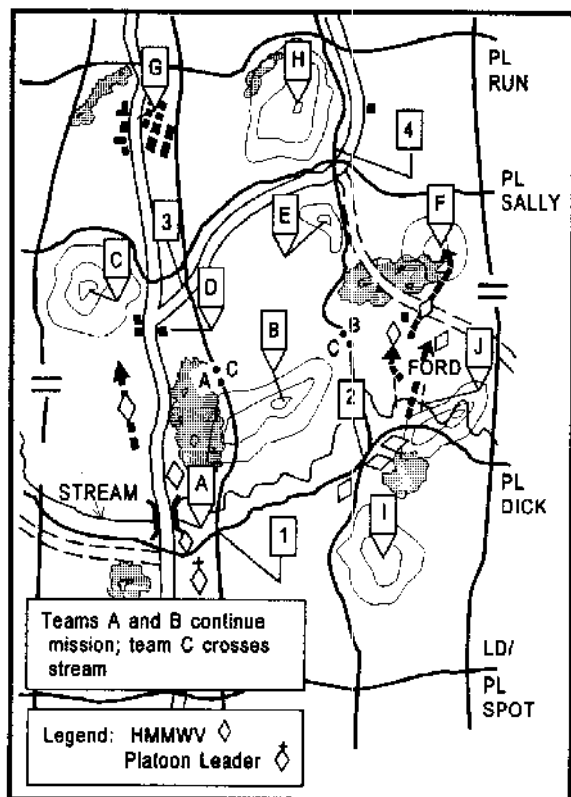 G
H
PL
RUN
4
PL
SALLY
3
E
F
C
D
B
B
C
J
C
A
FORD
2
STREAM
A
PL
DICK
1
I
Teams A and B continue
mission; team C crosses
stream
LD/
PL
SPOT
Legend: HMMWV
Platoon Leader